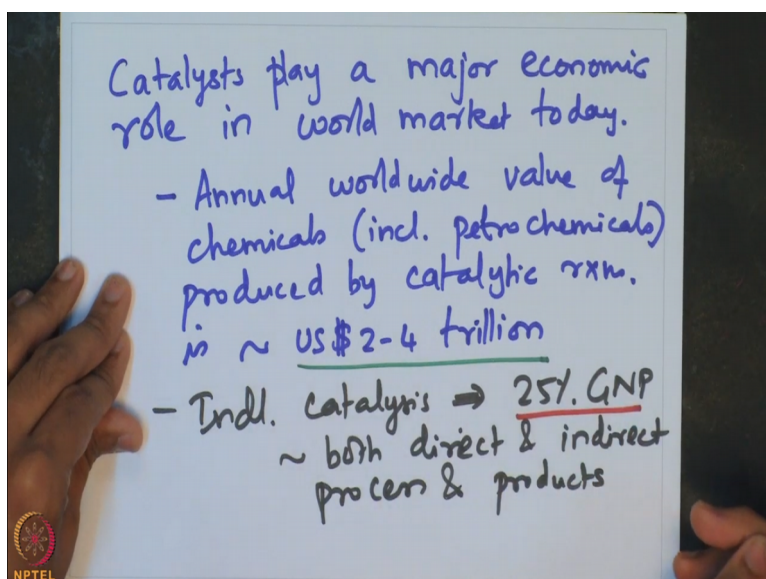 Catalysts play a major economic
role in world market today.
- Annual worldwide value of
chemicals (incl. petrochemicals)
produced by catalytic rxn.
is ~ US$ 2-4 trillion
- Indl. catalysis ⇒ 25%. GNP
~ both direct & indirect
process & products
NPTEL